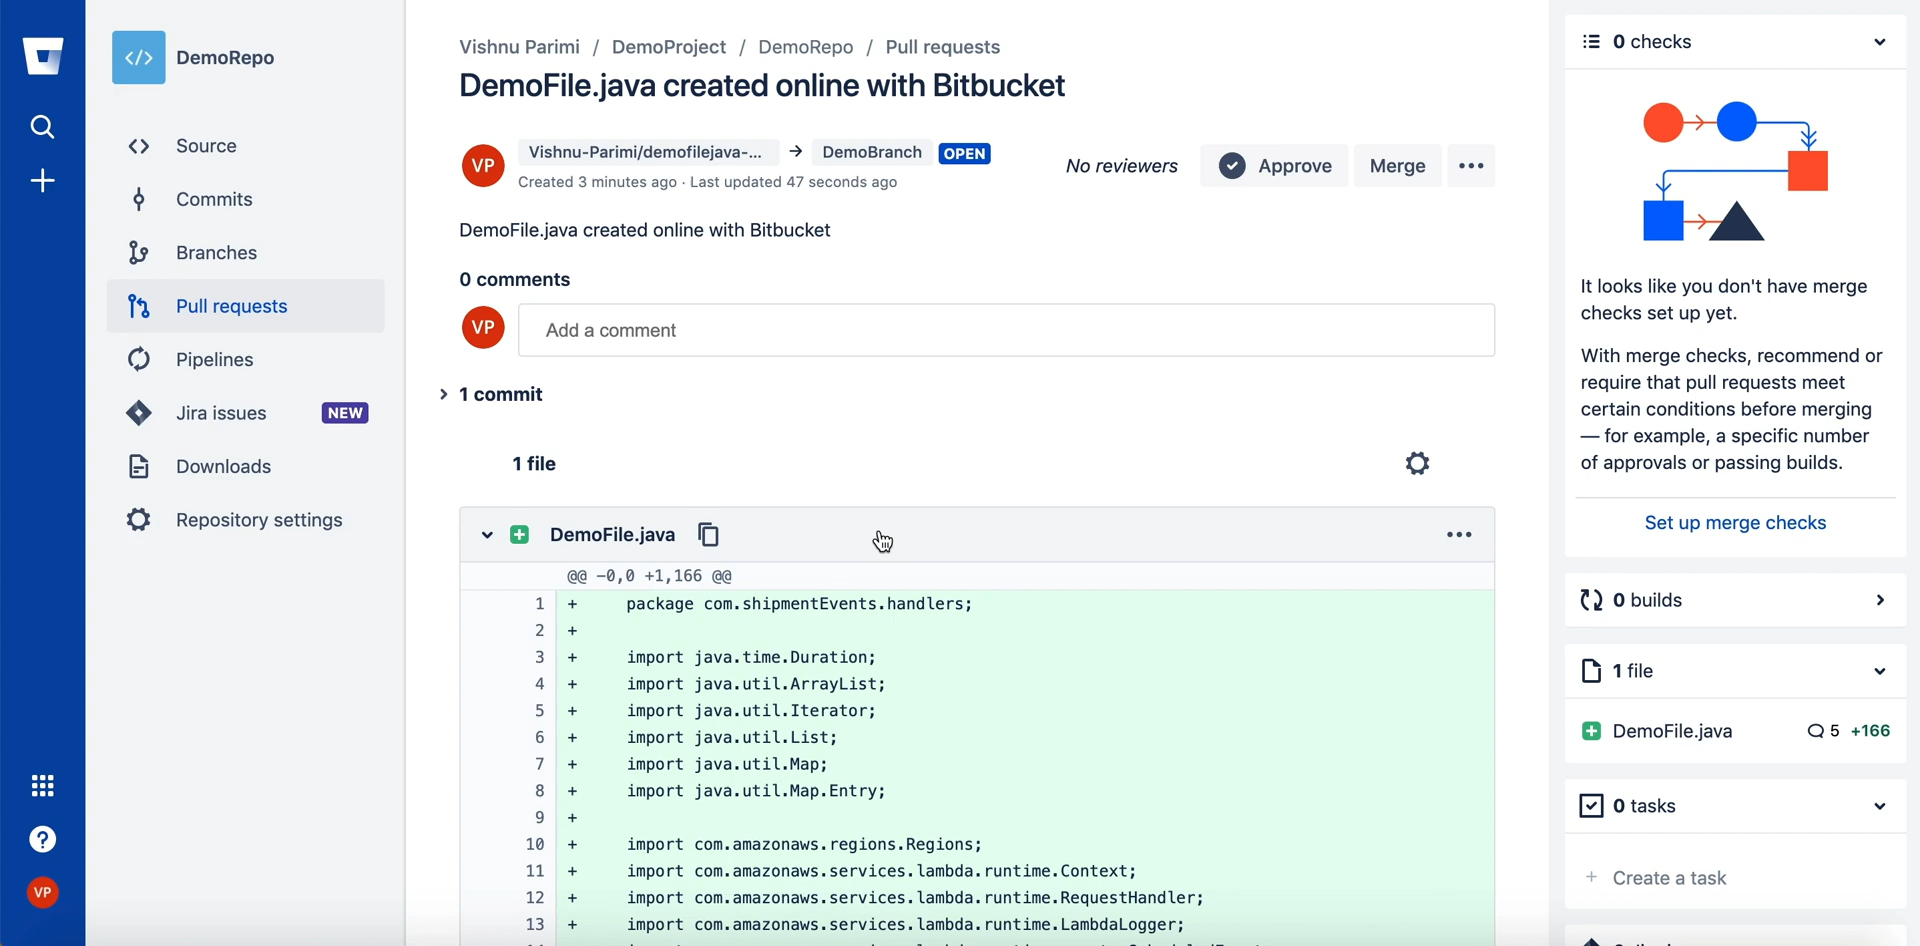 </>
DemoRepo
Source
Commits
Branches
Pull requests
Pipelines
Jira issues NEW
Downloads
Repository settings
VP
Vishnu Parimi / DemoProject / DemoRepo / Pull requests
DemoFIle.java created online with Bitbucket
VP
Vishnu-Parimi/demofilejava-... → DemoBranch OPEN
Created 3 minutes ago · Last updated 47 seconds ago
No reviewers
Approve
Merge
DemoFIle.java created online with Bitbucket
0 comments
VP
Add a comment
1 commit
1 file
DemoFIle.java
@@ -0,0 +1,166 @@
1 + package com.shipmentEvents.handlers;
2 +
3 + import java.time.Duration;
4 + import java.util.ArrayList;
5 + import java.util.Iterator;
6 + import java.util.List;
7 + import java.util.Map;
8 + import java.util.Map.Entry;
9 +
10 + import com.amazonaws.regions.Regions;
11 + import com.amazonaws.services.lambda.runtime.Context;
12 + import com.amazonaws.services.lambda.runtime.RequestHandler;
13 + import com.amazonaws.services.lambda.runtime.LambdaLogger;
0 checks
It looks like you don't have merge
checks set up yet.
With merge checks, recommend or
require that pull requests meet
certain conditions before merging
— for example, a specific number
of approvals or passing builds.
Set up merge checks
0 builds
1 file
DemoFIle.java 5 +166
0 tasks
+ Create a task